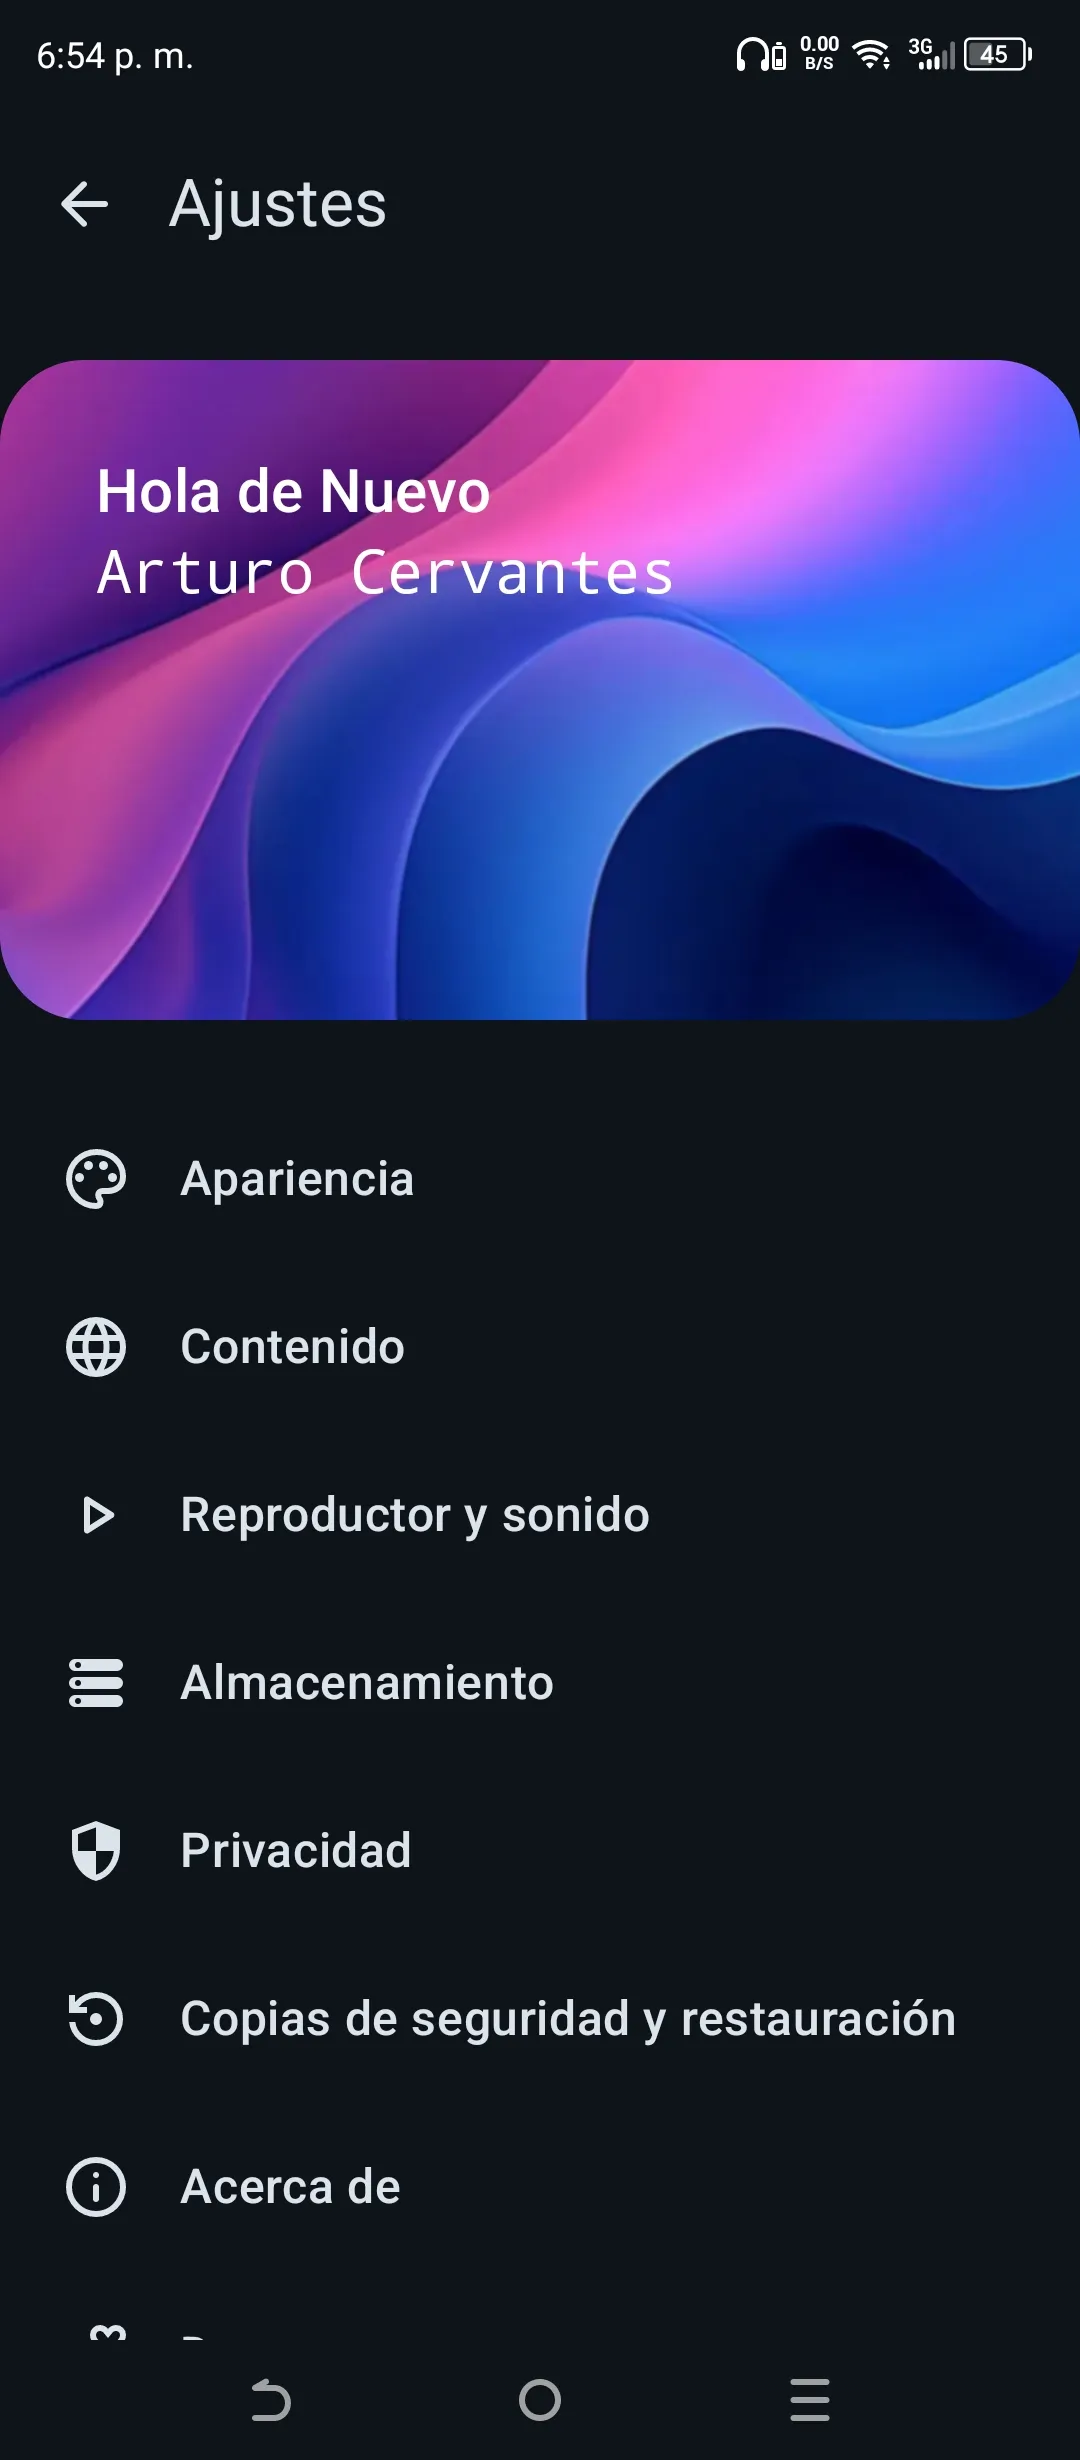 6:54 p. m.
0.00
B/S
3G
45
Ajustes
Hola de Nuevo
Arturo Cervantes
Apariencia
Contenido
Reproductor y sonido
Almacenamiento
Privacidad
Copias de seguridad y restauración
Acerca de